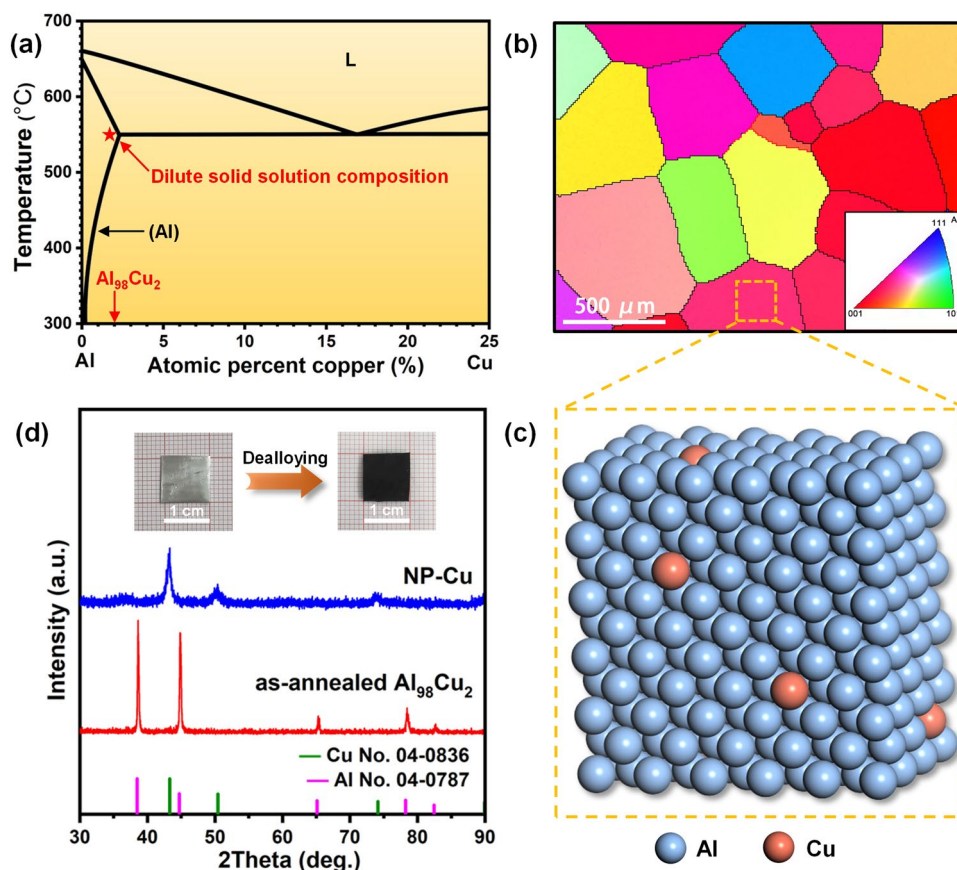 (a)
700
600
500
400
300
Temperature (°C)
L
Dilute solid solution composition
(Al)
Al₉₈Cu₂
0 5 10 15 20 25
Al Atomic percent copper (%) Cu
(b)
500 μm
111
001
(c)
Al Cu
(d)
Dealloying
1 cm 1 cm
NP-Cu
as-annealed Al₉₈Cu₂
Cu No. 04-0836
Al No. 04-0787
Intensity (a.u.)
30 40 50 60 70 80 90
2Theta (deg.)